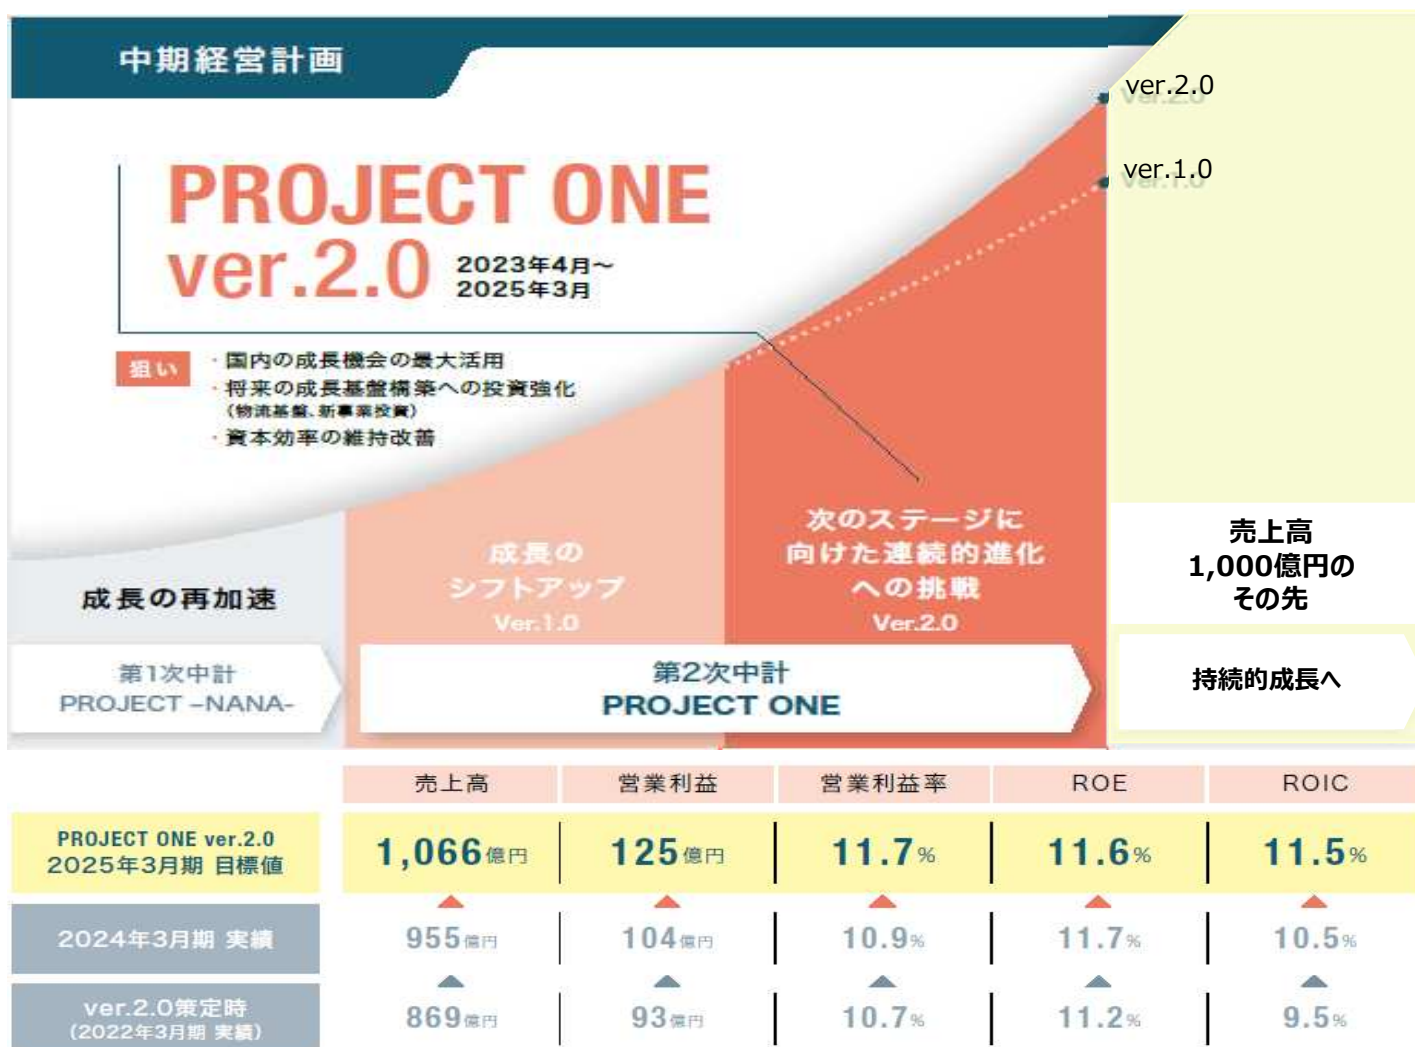 中期経営計画
ver.2.0
ver.1.0
PROJECT ONE
ver.2.0
2023年4月～
2025年3月
狙い
・国内の成長機会の最大活用
・将来の成長基盤構築への投資強化
（物流基盤、新事業投資）
・資本効率の維持改善
成長の再加速
成長の
シフトアップ
Ver.1.0
次のステージに
向けた連続的進化
への挑戦
Ver.2.0
売上高
1,000億円の
その先
第1次中計
PROJECT –NANA-
第2次中計
PROJECT ONE
持続的成長へ
売上高 営業利益 営業利益率 ROE ROIC
PROJECT ONE ver.2.0
2025年3月期 目標値
1,066億円 125億円 11.7% 11.6% 11.5%
2024年3月期 実績
955億円 104億円 10.9% 11.7% 10.5%
ver.2.0策定時
（2022年3月期 実績）
869億円 93億円 10.7% 11.2% 9.5%